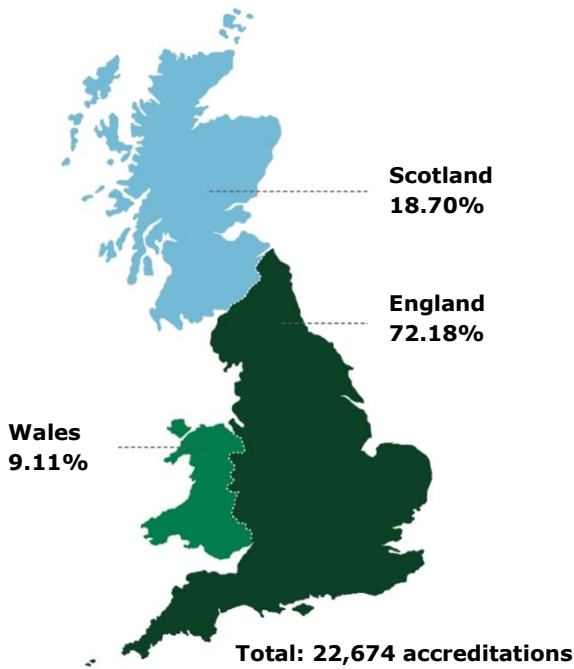 Scotland
18.70%
England
72.18%
Wales
9.11%
Total: 22,674 accreditations